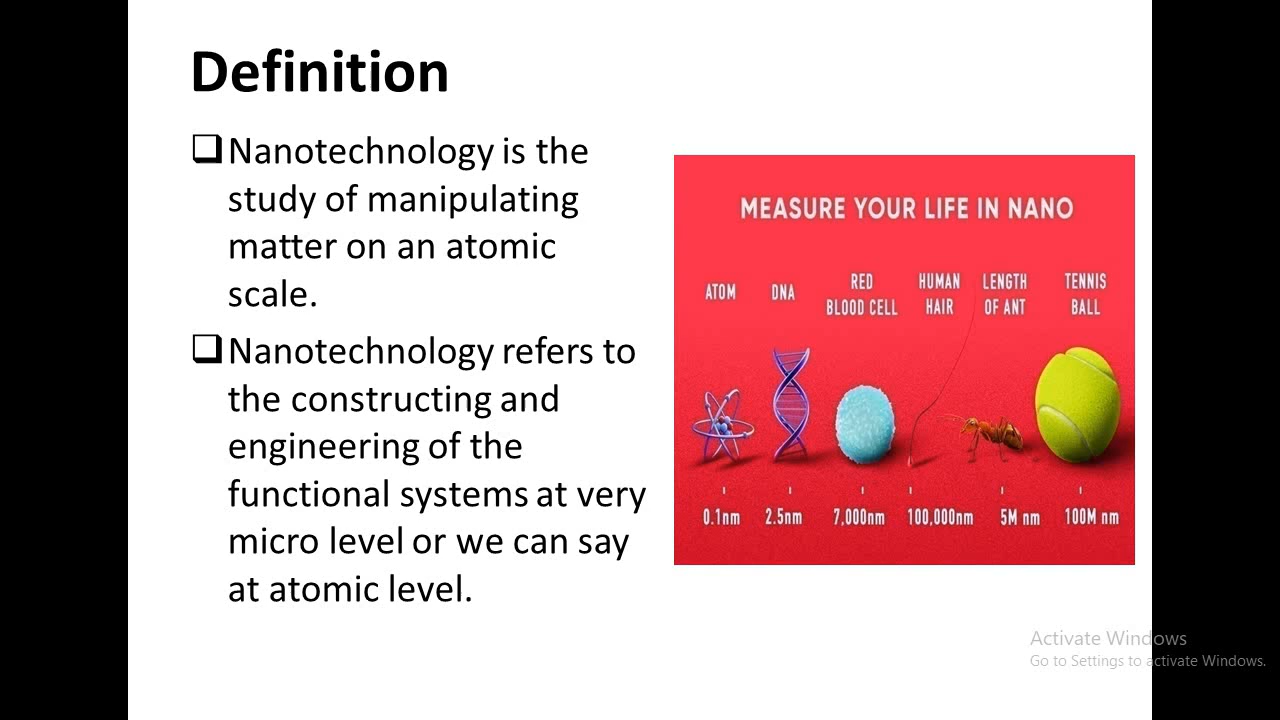 Definition
Nanotechnology is the
study of manipulating
matter on an atomic
scale.
Nanotechnology refers to
the constructing and
engineering of the
functional systems at very
micro level or we can say
at atomic level.
MEASURE YOUR LIFE IN NANO
ATOM
DNA
RED
BLOOD CELL
HUMAN
HAIR
LENGTH
OF ANT
TENNIS
BALL
0.1nm
2.5nm
7,000nm
100,000nm
5M nm
100M nm
Activate Windows
Go to Settings to activate Windows.